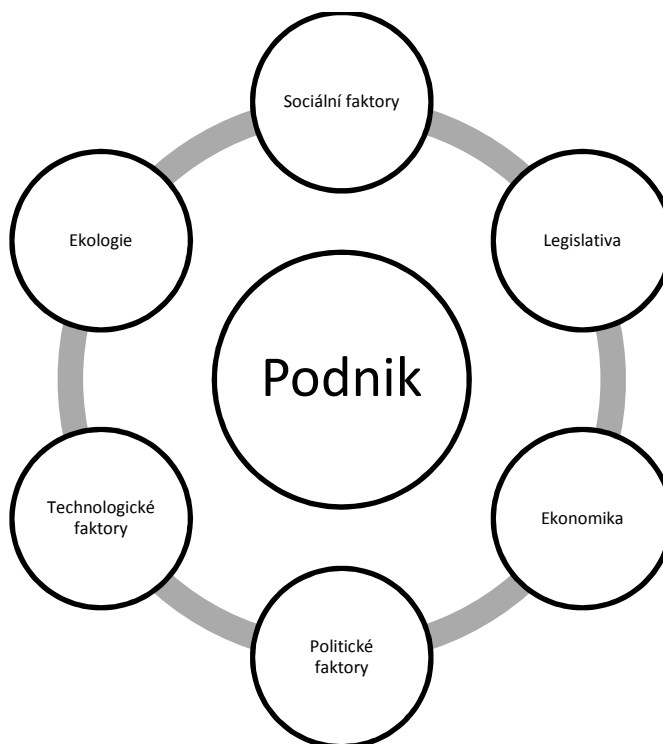 Sociální faktory
Ekologie
Legislativa
Podnik
Technologické
faktory
Ekonomika
Politické
faktory